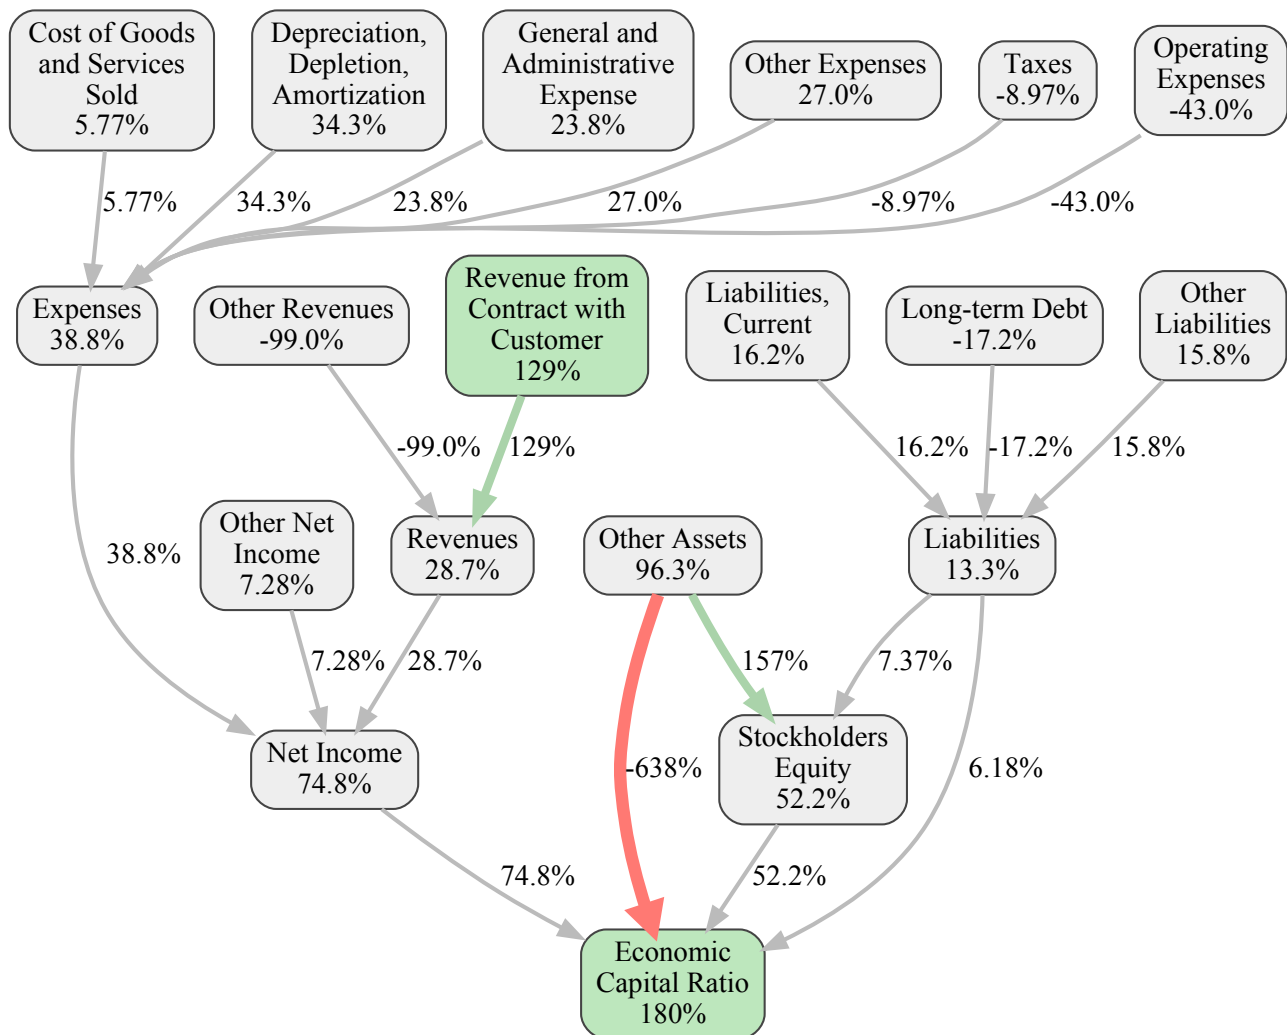 Cost of Goods
and Services
Sold
5.77%
Depreciation,
Depletion,
Amortization
34.3%
General and
Administrative
Expense
23.8%
Other Expenses
27.0%
Taxes
-8.97%
Operating
Expenses
-43.0%
5.77%
34.3%
23.8%
27.0%
-8.97%
-43.0%
Expenses
38.8%
Other Revenues
-99.0%
Revenue from
Contract with
Customer
129%
Liabilities,
Current
16.2%
Long-term Debt
-17.2%
Other
Liabilities
15.8%
-99.0%
129%
16.2%
-17.2%
15.8%
38.8%
Other Net
Income
7.28%
Revenues
28.7%
Other Assets
96.3%
Liabilities
13.3%
7.28%
28.7%
157%
7.37%
Net Income
74.8%
-638%
Stockholders
Equity
52.2%
6.18%
74.8%
52.2%
Economic
Capital Ratio
180%